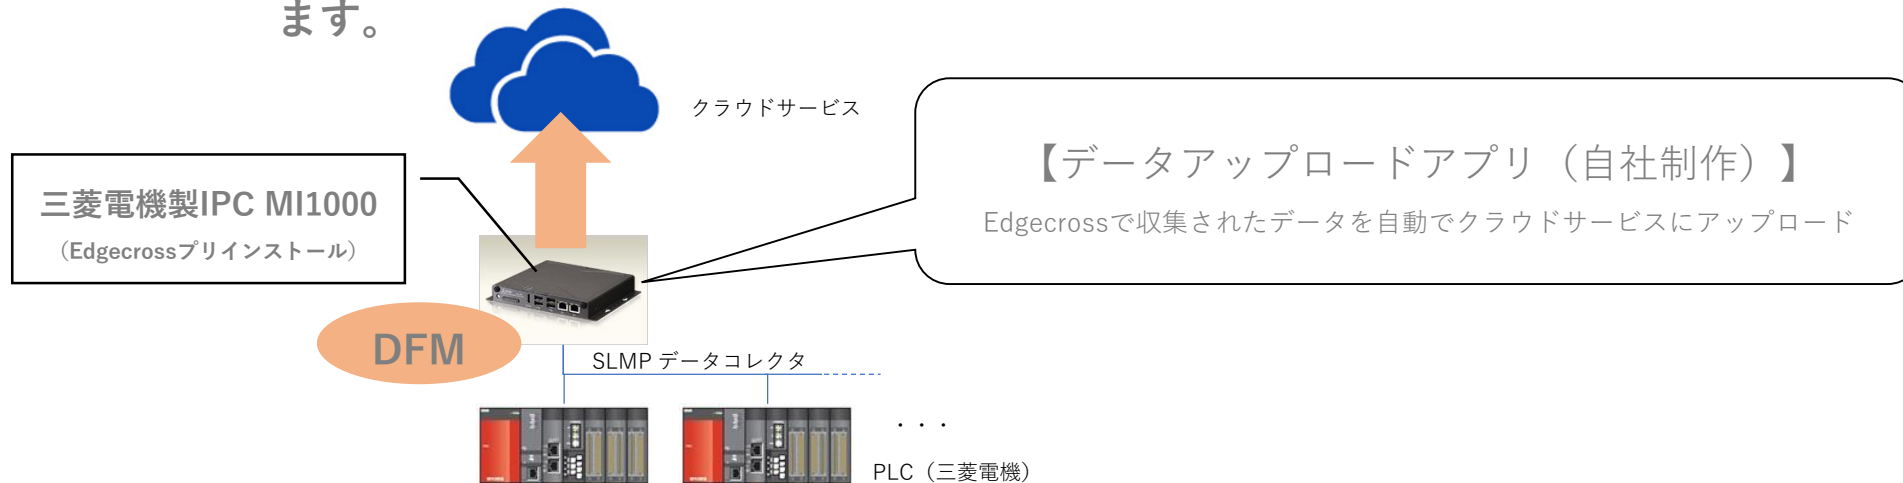 ます。
クラウドサービス
【データアップロードアプリ（自社制作）】
Edgecrossで収集されたデータを自動でクラウドサービスにアップロード
三菱電機製IPC MI1000
（Edgecrossプリインストール）
DFM
SLMP データコレクタ
・・・
PLC（三菱電機）